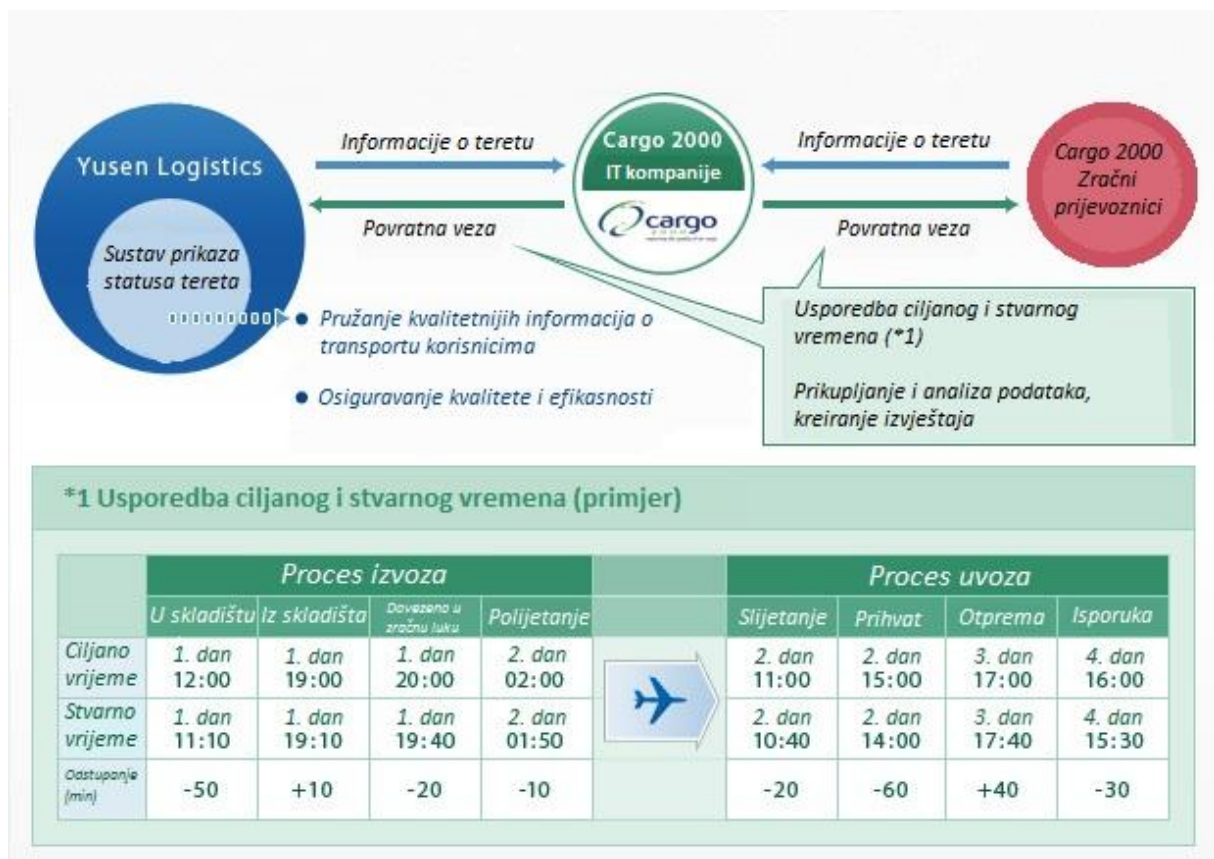 Yusen Logistics
Sustav prikaza
statusa tereta
Informacije o teretu
Povratna veza
Cargo 2000
IT kompanije
cargo
Informacije o teretu
Povratna veza
Cargo 2000
Zračni
prijevoznici
● Pružanje kvalitetnijih informacija o
transportu korisnicima
● Osiguravanje kvalitete i efikasnosti
Usporedba ciljanog i stvarnog
vremena (*1)
Prikupljanje i analiza podataka,
kreiranje izvještaja
*1 Usporedba ciljanog i stvarnog vremena (primjer)
Proces izvoza Proces uvoza
U skladištu Iz skladišta Dovezeno u zračnu luku Polijetanje Slijetanje Prihvat Otprema Isporuka
Ciljano vrijeme 1. dan 12:00 1. dan 19:00 1. dan 20:00 2. dan 02:00 2. dan 11:00 2. dan 15:00 3. dan 17:00 4. dan 16:00
Stvarno vrijeme 1. dan 11:10 1. dan 19:10 1. dan 19:40 2. dan 01:50 2. dan 10:40 2. dan 14:00 3. dan 17:40 4. dan 15:30
Odstupanje (min) -50 +10 -20 -10 -20 -60 +40 -30